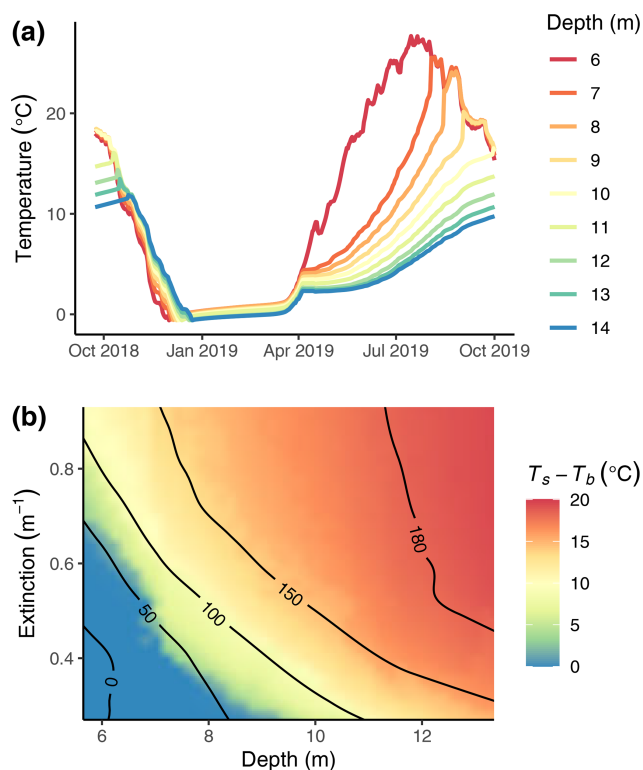 (a)
Depth (m)
6
7
8
9
10
11
12
13
14
Temperature (°C)
20
10
0
Oct 2018 Jan 2019 Apr 2019 Jul 2019 Oct 2019
(b)
Extinction (m⁻¹)
0.8
0.6
0.4
0
50
100
150
180
6 8 10 12
Depth (m)
Ts − Tb (°C)
20
15
10
5
0